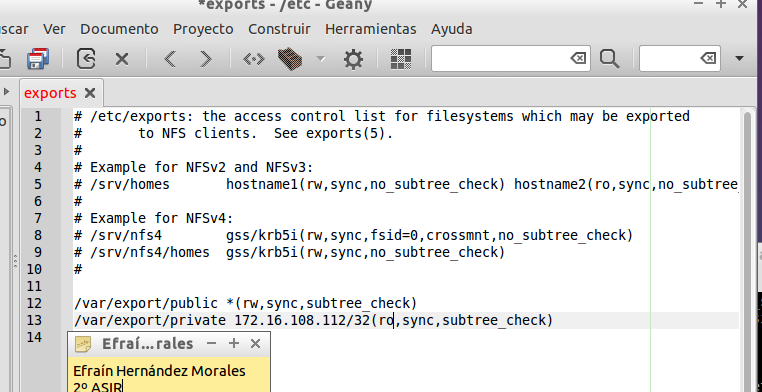 *exports - /etc - Geany
uscar Ver Documento Proyecto Construir Herramientas Ayuda
exports
1 # /etc/exports: the access control list for filesystems which may be exported
2 #       to NFS clients.  See exports(5).
3 #
4 # Example for NFSv2 and NFSv3:
5 # /srv/homes       hostname1(rw,sync,no_subtree_check) hostname2(ro,sync,no_subtree_
6 #
7 # Example for NFSv4:
8 # /srv/nfs4        gss/krb5i(rw,sync,fsid=0,crossmnt,no_subtree_check)
9 # /srv/nfs4/homes  gss/krb5i(rw,sync,no_subtree_check)
10 #
11
12 /var/export/public *(rw,sync,subtree_check)
13 /var/export/private 172.16.108.112/32(ro,sync,subtree_check)
14
Efraí...rales
Efraín Hernández Morales
2º ASIR